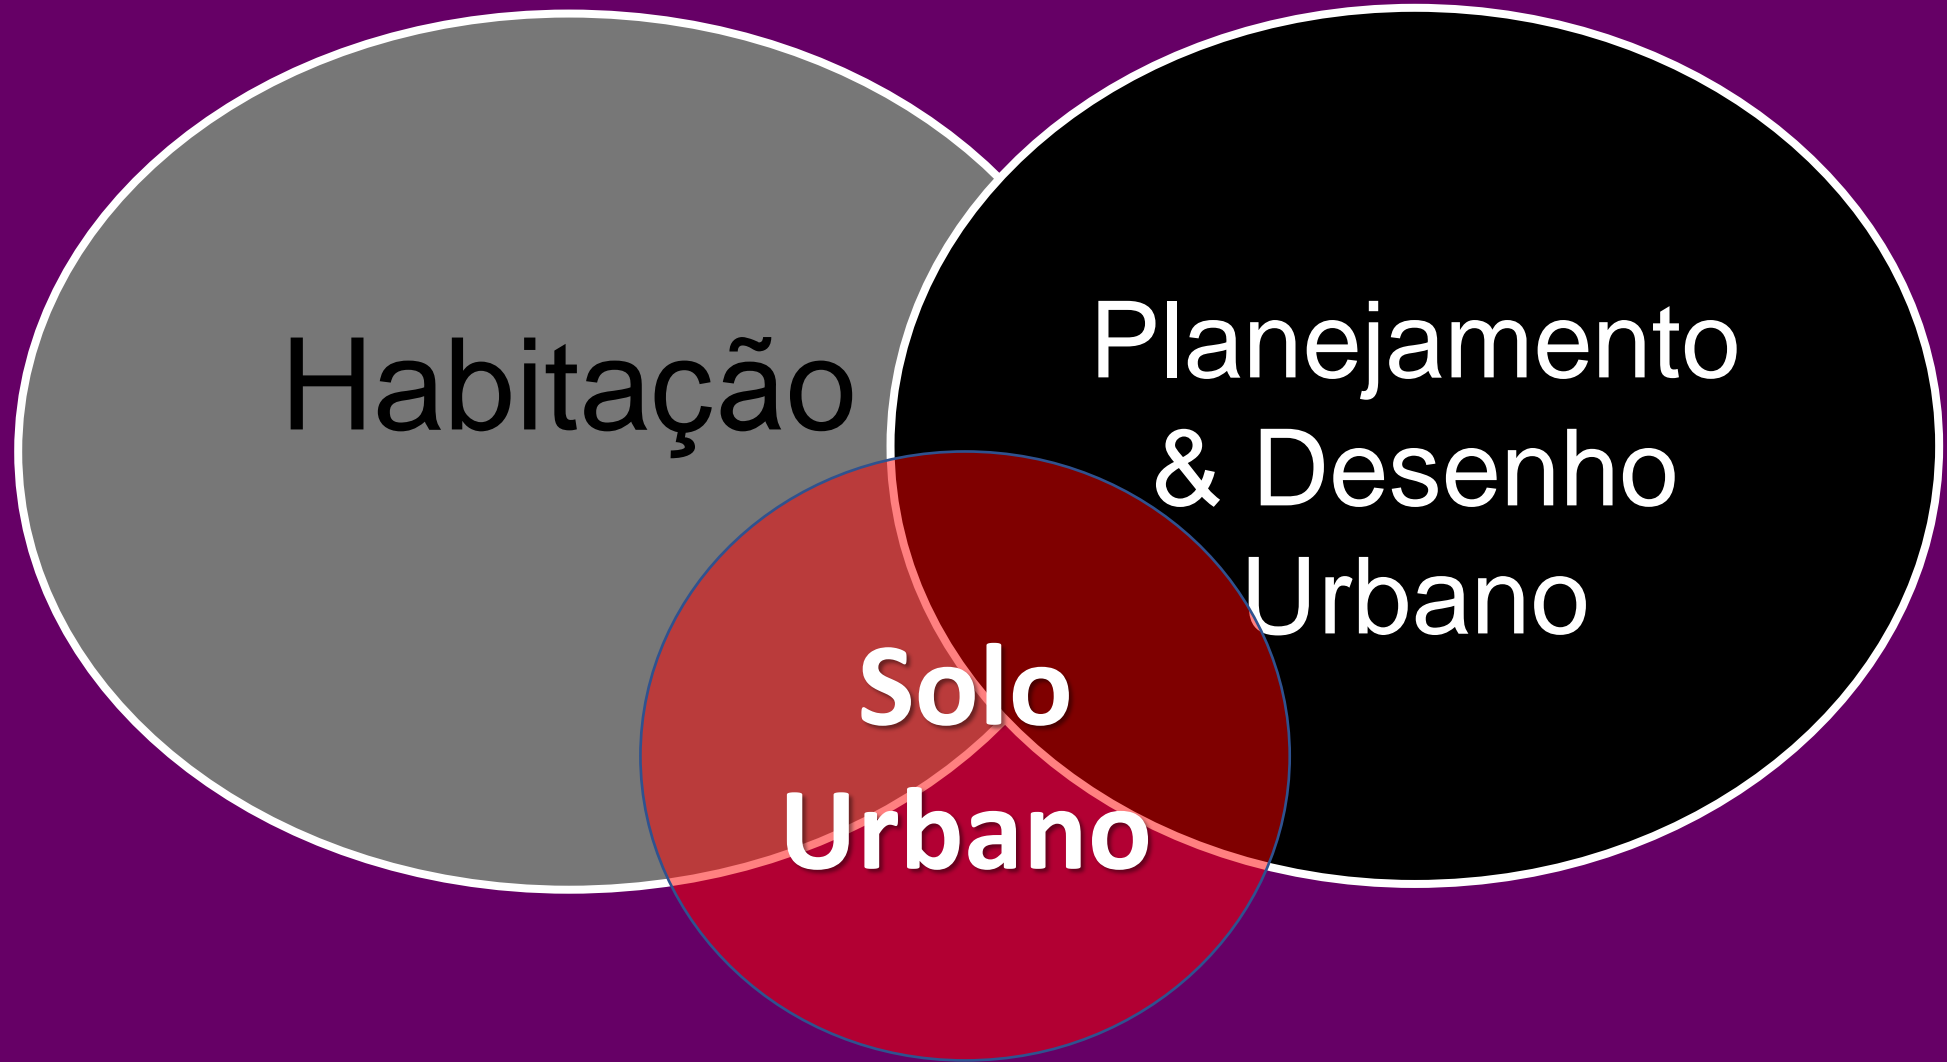 Habitação
Planejamento
& Desenho
Urbano
Solo
Urbano